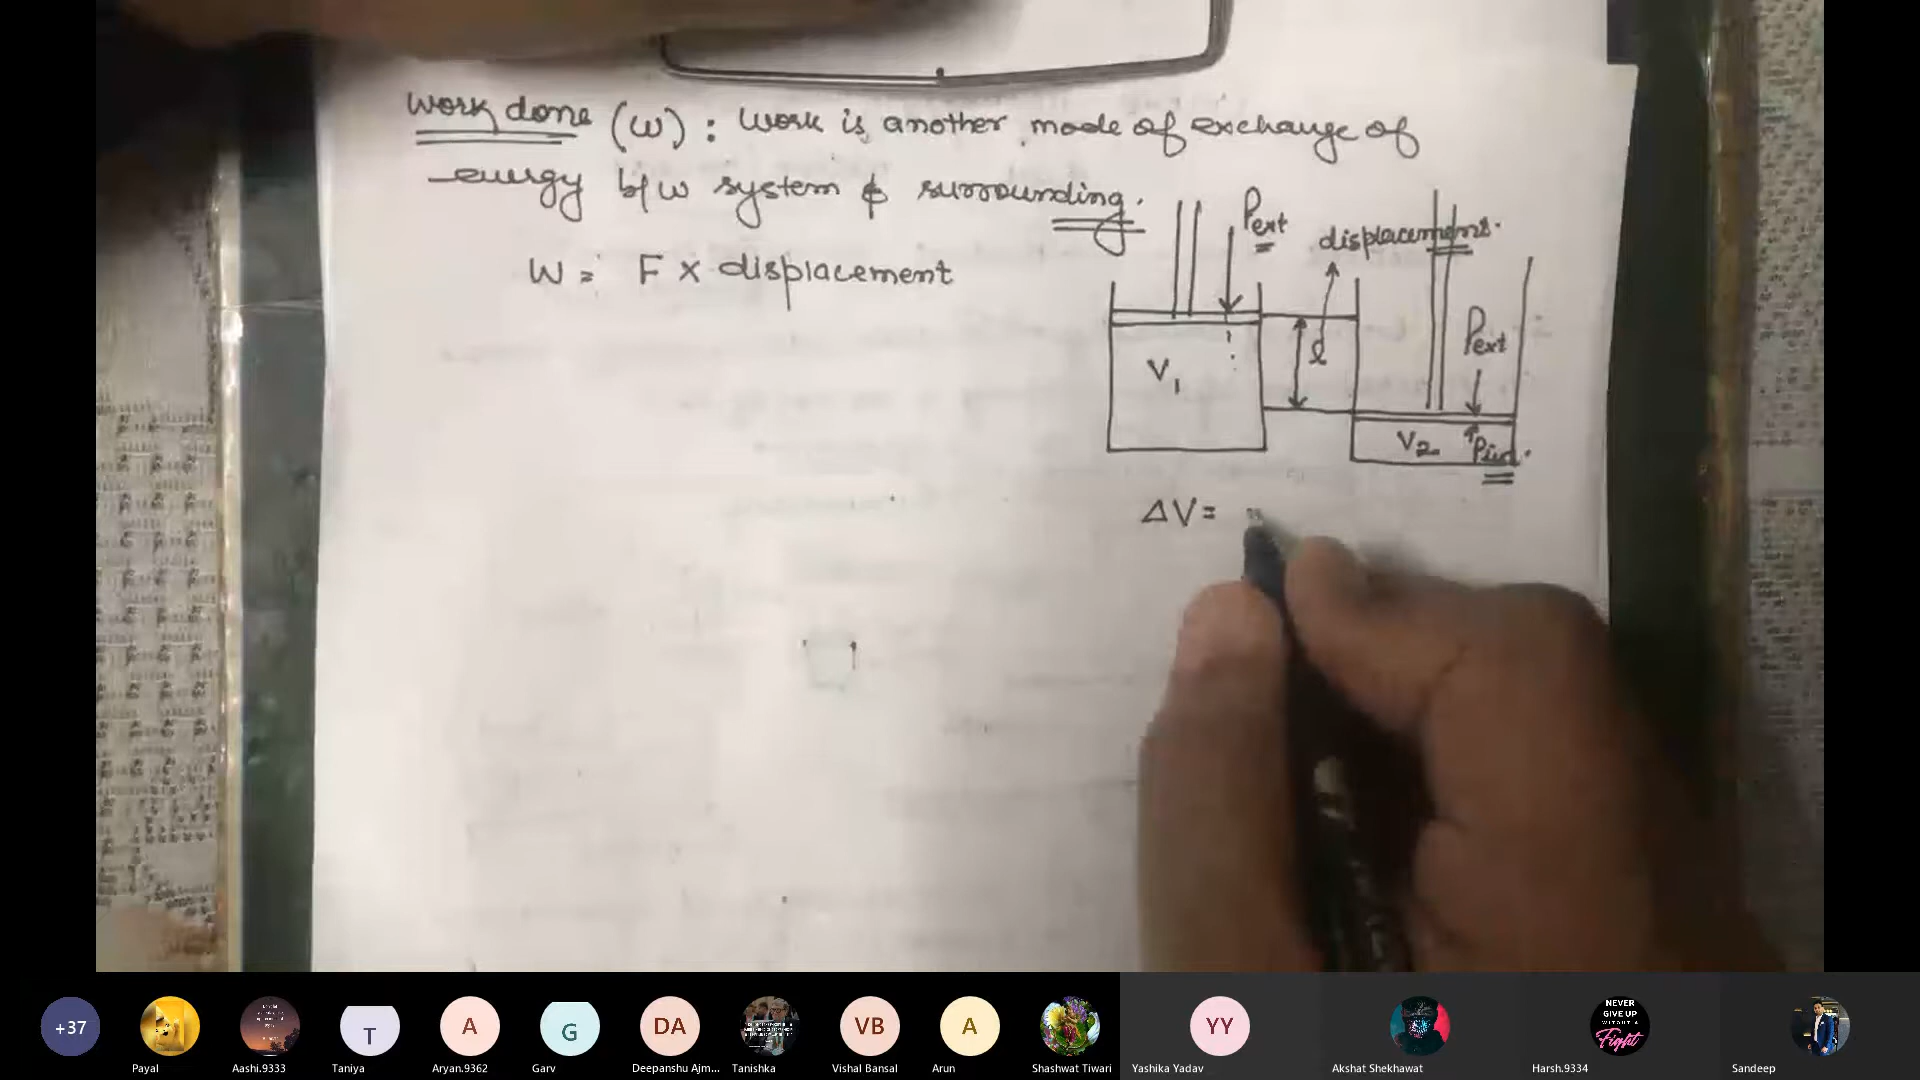 Work done (w) : Work is another mode of exchange of
energy b/w system & surrounding.
W = F x displacement
Pext
displacement.
V1
l
Pext
V2
ΔV =
+37
T
A
G
DA
VB
A
YY
NEVER
GIVE UP
WITHOUT A
Fight
Payal
Aashi.9333
Taniya
Aryan.9362
Garv
Deepanshu Ajm...
Tanishka
Vishal Bansal
Arun
Shashwat Tiwari
Yashika Yadav
Akshat Shekhawat
Harsh.9334
Sandeep